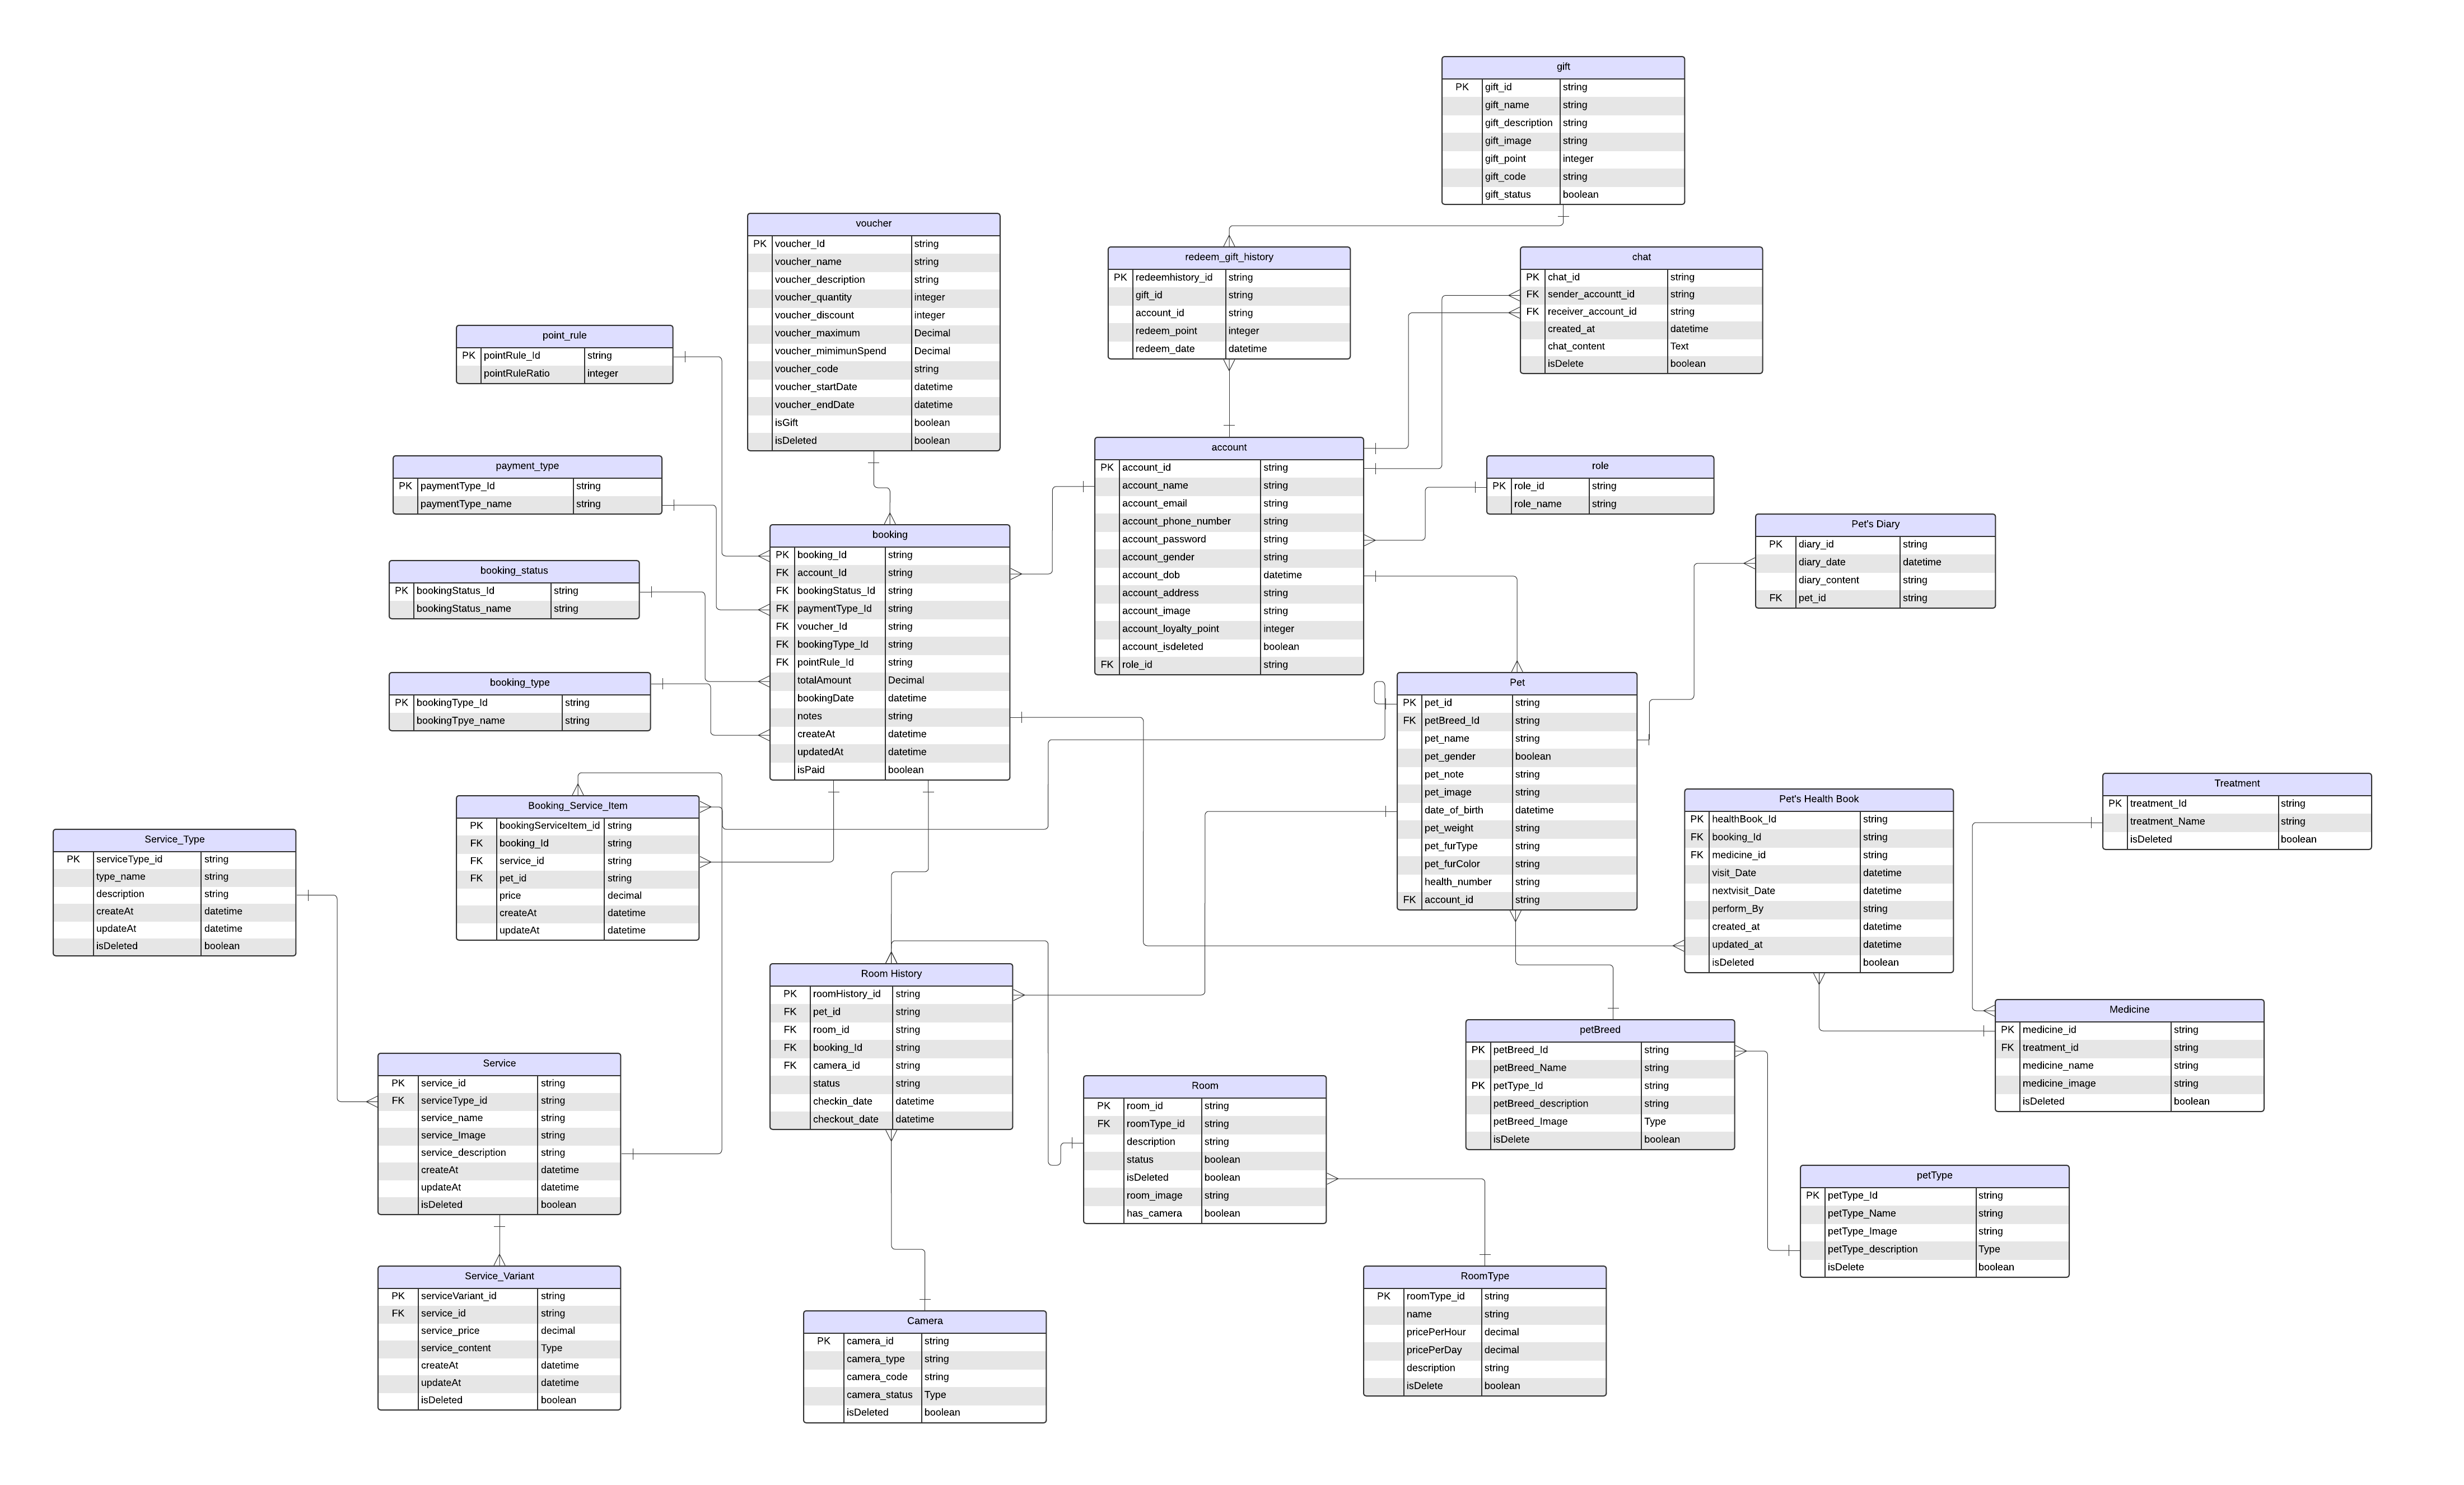 gift
PK gift_id string
gift_name string
gift_description string
gift_image string
gift_point integer
gift_code string
gift_status boolean
voucher
PK voucher_Id string
voucher_name string
voucher_description string
voucher_quantity integer
voucher_discount integer
voucher_maximum Decimal
voucher_mimimunSpend Decimal
voucher_code string
voucher_startDate datetime
voucher_endDate datetime
isGift boolean
isDeleted boolean
redeem_gift_history
PK redeemhistory_id string
gift_id string
account_id string
redeem_point integer
redeem_date datetime
chat
PK chat_id string
FK sender_accountt_id string
FK receiver_account_id string
created_at datetime
chat_content Text
isDelete boolean
point_rule
PK pointRule_Id string
pointRuleRatio integer
account
PK account_id string
account_name string
account_email string
account_phone_number string
account_password string
account_gender string
account_dob datetime
account_address string
account_image string
account_loyalty_point integer
account_isdeleted boolean
FK role_id string
payment_type
PK paymentType_Id string
paymentType_name string
role
PK role_id string
role_name string
Pet's Diary
PK diary_id string
diary_date datetime
diary_content string
FK pet_id string
booking
PK booking_Id string
FK account_Id string
FK bookingStatus_Id string
FK paymentType_Id string
FK voucher_Id string
FK bookingType_Id string
FK pointRule_Id string
totalAmount Decimal
bookingDate datetime
notes string
createAt datetime
updatedAt datetime
isPaid boolean
booking_status
PK bookingStatus_Id string
bookingStatus_name string
booking_type
PK bookingType_Id string
bookingTpye_name string
Pet
PK pet_id string
FK petBreed_Id string
pet_name string
pet_gender boolean
pet_note string
pet_image string
date_of_birth datetime
pet_weight string
pet_furType string
pet_furColor string
health_number string
FK account_id string
Treatment
PK treatment_Id string
treatment_Name string
isDeleted boolean
Pet's Health Book
PK healthBook_Id string
FK booking_Id string
FK medicine_id string
visit_Date datetime
nextvisit_Date datetime
perform_By string
created_at datetime
updated_at datetime
isDeleted boolean
Booking_Service_Item
PK bookingServiceItem_id string
FK booking_Id string
FK service_id string
FK pet_id string
price decimal
createAt datetime
updateAt datetime
Service_Type
PK serviceType_id string
type_name string
description string
createAt datetime
updateAt datetime
isDeleted boolean
Room History
PK roomHistory_id string
FK pet_id string
FK room_id string
FK booking_Id string
FK camera_id string
status string
checkin_date datetime
checkout_date datetime
Medicine
PK medicine_id string
FK treatment_id string
medicine_name string
medicine_image string
isDeleted boolean
petBreed
PK petBreed_Id string
petBreed_Name string
PK petType_Id string
petBreed_description string
petBreed_Image Type
isDelete boolean
Service
PK service_id string
FK serviceType_id string
service_name string
service_Image string
service_description string
createAt datetime
updateAt datetime
isDeleted boolean
Room
PK room_id string
FK roomType_id string
description string
status boolean
isDeleted boolean
room_image string
has_camera boolean
petType
PK petType_Id string
petType_Name string
petType_Image string
petType_description Type
isDelete boolean
Service_Variant
PK serviceVariant_id string
FK service_id string
service_price decimal
service_content Type
createAt datetime
updateAt datetime
isDeleted boolean
RoomType
PK roomType_id string
name string
pricePerHour decimal
pricePerDay decimal
description string
isDelete boolean
Camera
PK camera_id string
camera_type string
camera_code string
camera_status Type
isDeleted boolean